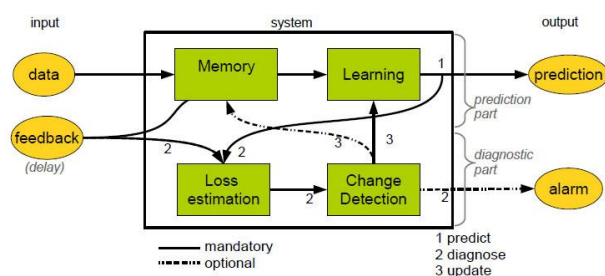 input
system
output
data
Memory
Learning
1
prediction
prediction
part
feedback
(delay)
2
2
3
3
diagnostic
part
Loss
estimation
2
Change
Detection
2
alarm
mandatory
optional
1 predict
2 diagnose
3 update